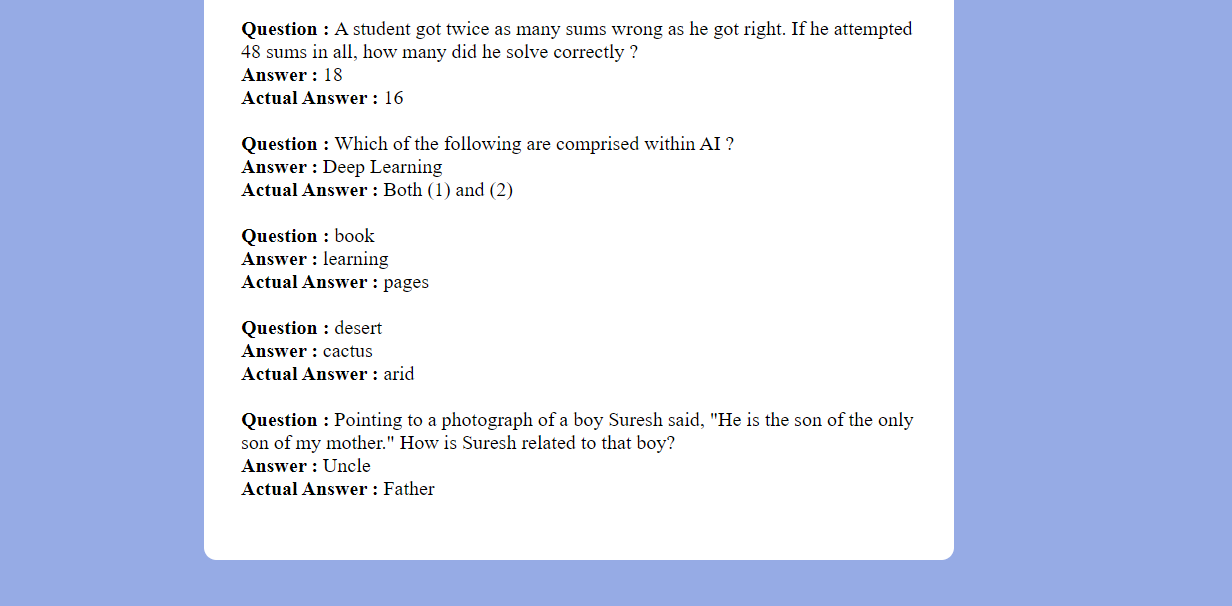 Question : A student got twice as many sums wrong as he got right. If he attempted
48 sums in all, how many did he solve correctly ?
Answer : 18
Actual Answer : 16
Question : Which of the following are comprised within AI ?
Answer : Deep Learning
Actual Answer : Both (1) and (2)
Question : book
Answer : learning
Actual Answer : pages
Question : desert
Answer : cactus
Actual Answer : arid
Question : Pointing to a photograph of a boy Suresh said, "He is the son of the only
son of my mother." How is Suresh related to that boy?
Answer : Uncle
Actual Answer : Father